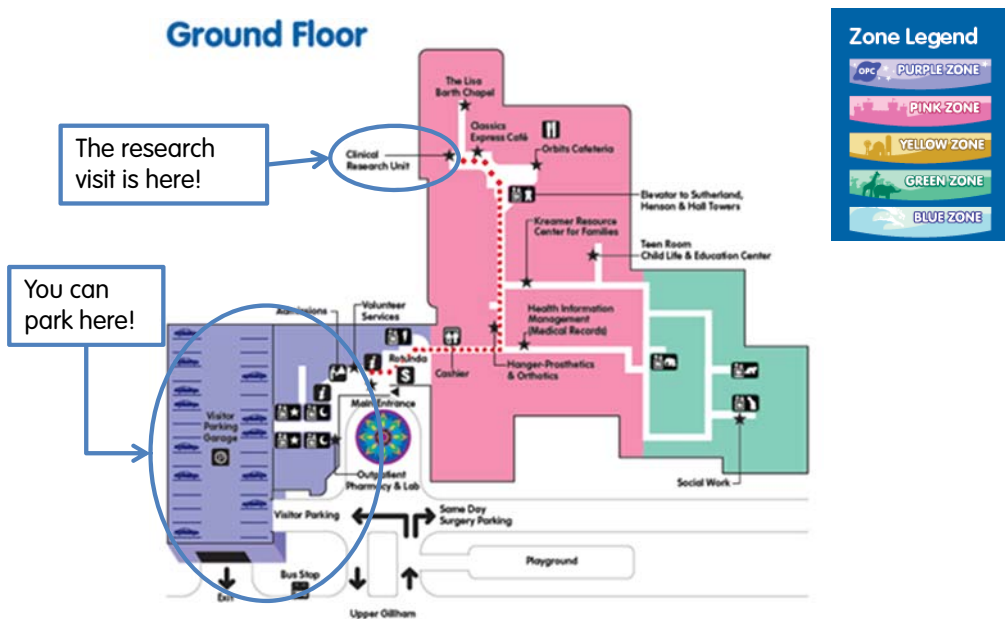 Ground Floor
Zone Legend
OPC PURPLE ZONE
PINK ZONE
YELLOW ZONE
GREEN ZONE
BLUE ZONE
The research
visit is here!
You can
park here!
The Lisa
Barth Chapel
Classics
Express Café
Orbits Cafeteria
Clinical
Research Unit
Elevator to Sutherland,
Henson & Hall Towers
Kreamer Resource
Center for Families
Teen Room
Child Life & Education Center
Health Information
Management
(Medical Records)
Admissions
Volunteer
Services
Rotunda
Cashier
Hanger-Prosthetics
& Orthotics
Main Entrance
Visitor
Parking
Garage
Outpatient
Pharmacy & Lab
Social Work
Visitor Parking
Same Day
Surgery Parking
Playground
Bus Stop
Exit
Upper Gillham